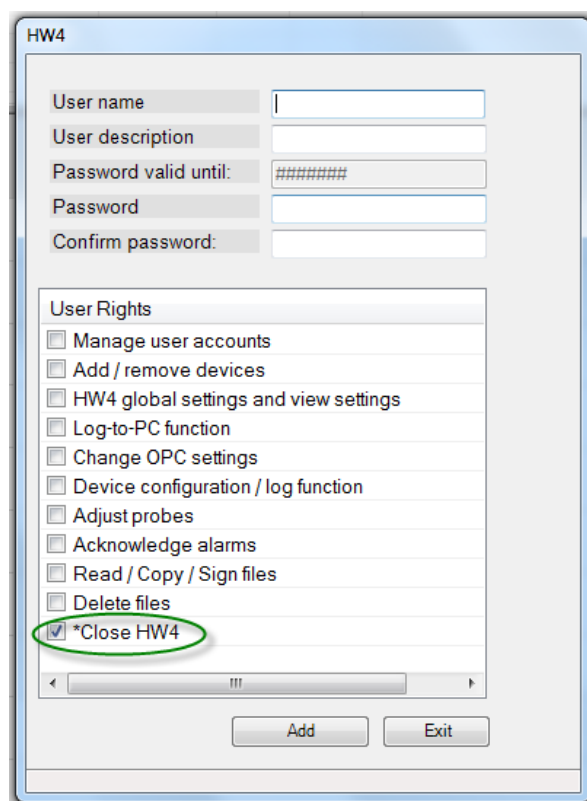 HW4
User name
User description
Password valid until: #######
Password
Confirm password:
User Rights
Manage user accounts
Add / remove devices
HW4 global settings and view settings
Log-to-PC function
Change OPC settings
Device configuration / log function
Adjust probes
Acknowledge alarms
Read / Copy / Sign files
Delete files
*Close HW4
Add Exit